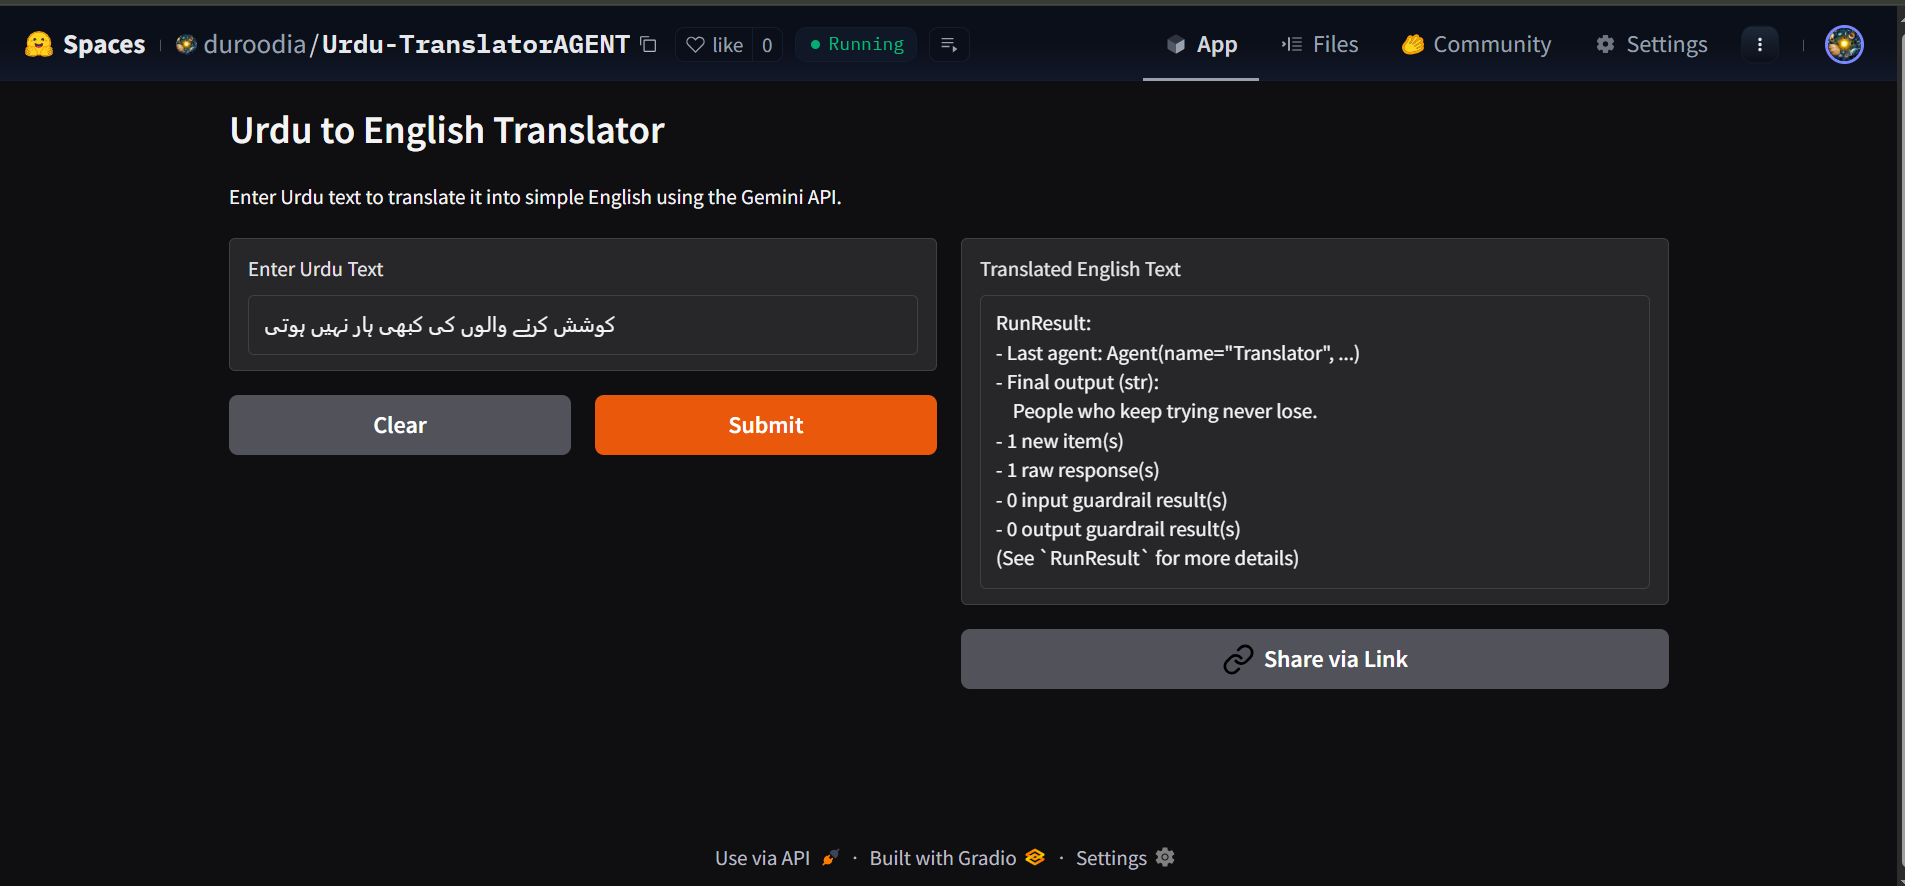 Spaces
duroodia/Urdu-TranslatorAGENT
like 0
Running
App
Files
Community
Settings
Urdu to English Translator
Enter Urdu text to translate it into simple English using the Gemini API.
Enter Urdu Text
کوشش کرنے والوں کی کبھی ہار نہیں ہوتی
Clear
Submit
Translated English Text
RunResult:
- Last agent: Agent(name="Translator", ...)
- Final output (str):
People who keep trying never lose.
- 1 new item(s)
- 1 raw response(s)
- 0 input guardrail result(s)
- 0 output guardrail result(s)
(See `RunResult` for more details)
Share via Link
Use via API · Built with Gradio · Settings